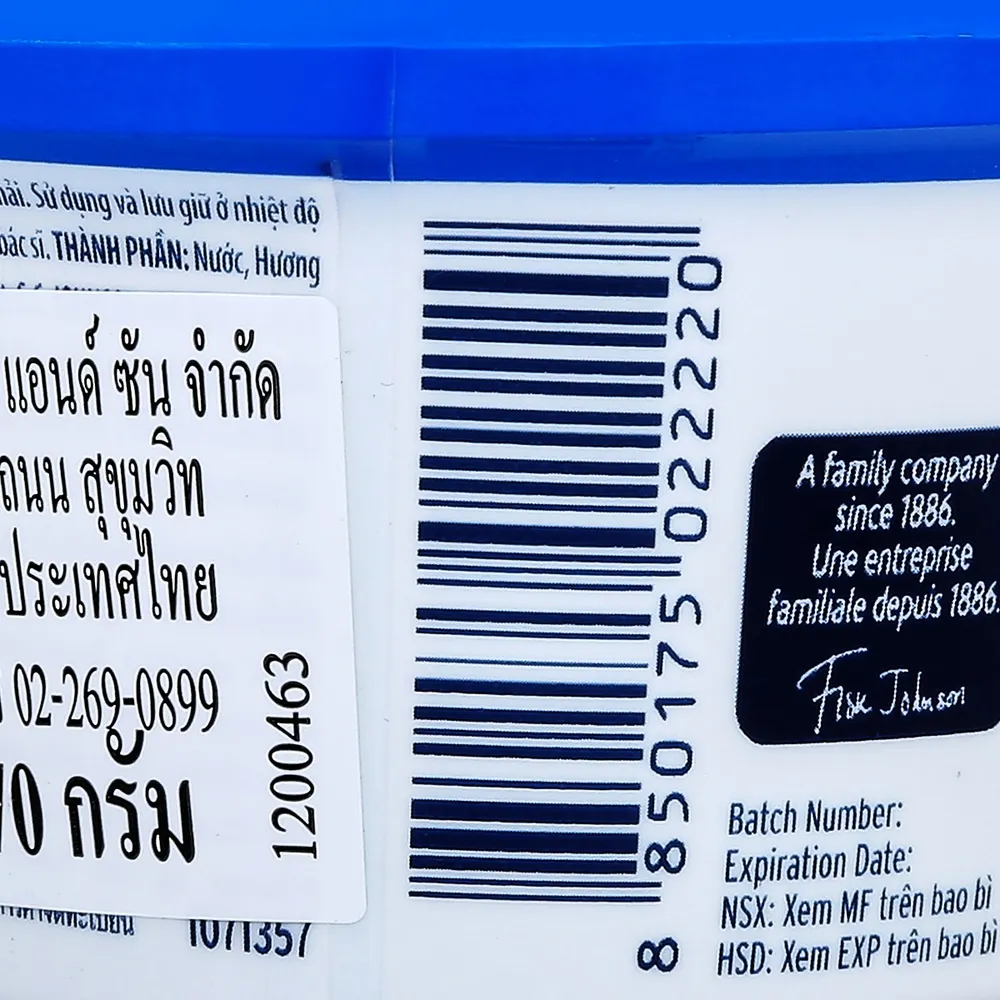 Sử dụng và lưu giữ ở nhiệt độ
bác sĩ. THÀNH PHẦN: Nước, Hương
แอนด์ ซัน จำกัด
ถนน สุขุมวิท
ประเทศไทย
02-269-0899
กรัม
1200463
1071357
8 850175 022220
A family company
since 1886.
Une entreprise
familiale depuis 1886.
Fisk Johnson
Batch Number:
Expiration Date:
NSX: Xem MF trên bao bì
HSD: Xem EXP trên bao bì